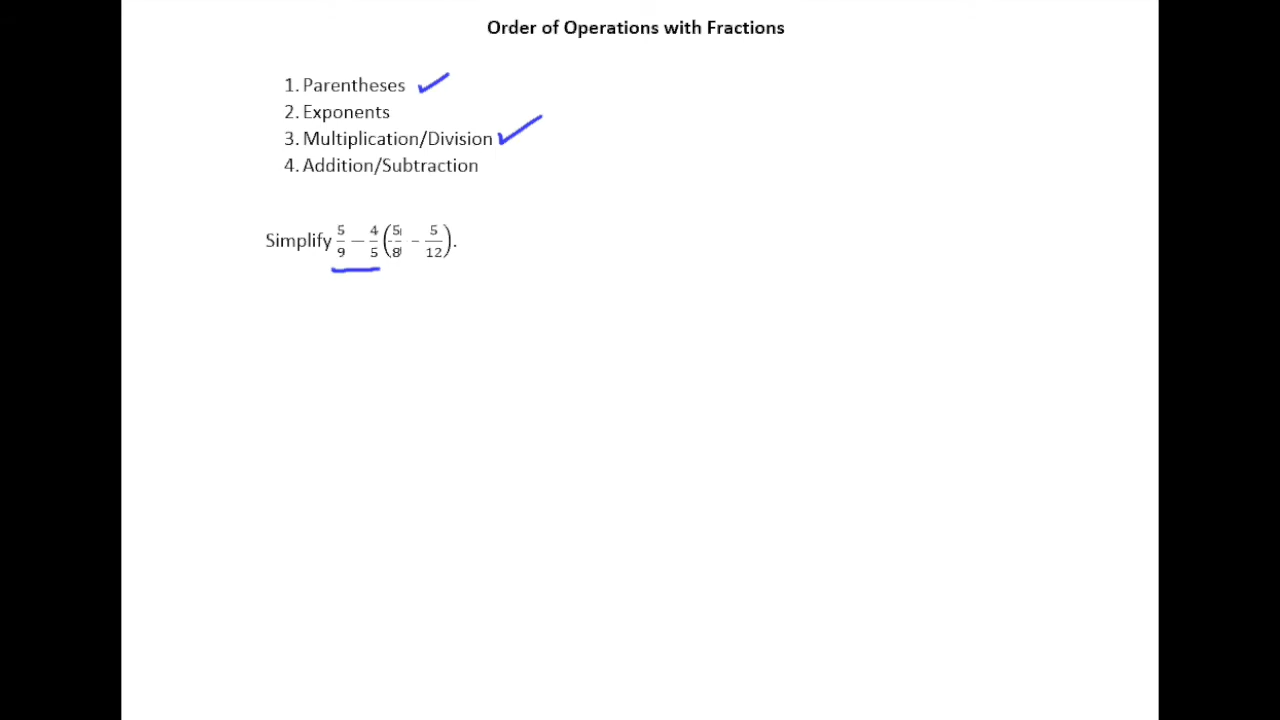 Order of Operations with Fractions
1. Parentheses
2. Exponents
3. Multiplication/Division
4. Addition/Subtraction
Simplify 5/9 − 4/5 (5/8 - 5/12).